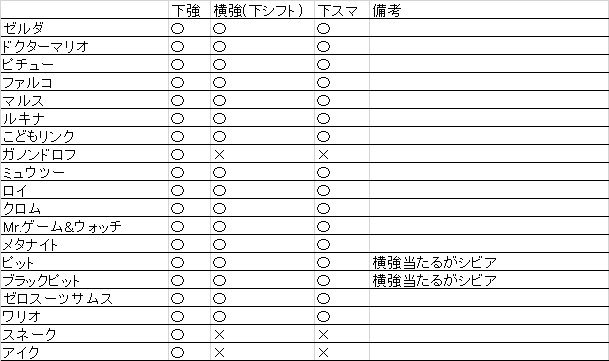 下強 横強(下シフト) 下スマ 備考
ゼルダ ○ ○ ○
ドクターマリオ ○ ○ ○
ピチュー ○ ○ ○
ファルコ ○ ○ ○
マルス ○ ○ ○
ルキナ ○ ○ ○
こどもリンク ○ ○ ○
ガノンドロフ ○ × ×
ミュウツー ○ ○ ○
ロイ ○ ○ ○
クロム ○ ○ ○
Mr.ゲーム&ウォッチ ○ ○ ○
メタナイト ○ ○ ○
ピット ○ ○ ○ 横強当たるがシビア
ブラックピット ○ ○ ○ 横強当たるがシビア
ゼロスーツサムス ○ ○ ○
ワリオ ○ ○ ○
スネーク ○ × ×
アイク ○ × ×